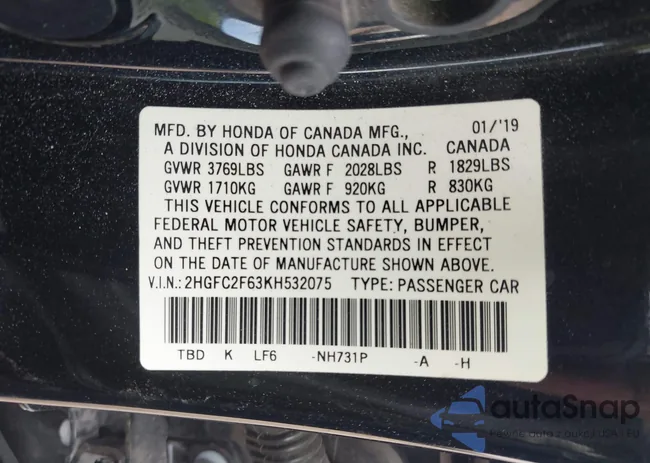 MFD. BY HONDA OF CANADA MFG., 01/'19
A DIVISION OF HONDA CANADA INC. CANADA
GVWR 3769LBS GAWR F 2028LBS R 1829LBS
GVWR 1710KG GAWR F 920KG R 830KG
THIS VEHICLE CONFORMS TO ALL APPLICABLE
FEDERAL MOTOR VEHICLE SAFETY, BUMPER,
AND THEFT PREVENTION STANDARDS IN EFFECT
ON THE DATE OF MANUFACTURE SHOWN ABOVE.
V.I.N.: 2HGFC2F63KH532075 TYPE: PASSENGER CAR
TBD K LF6 -NH731P -A -H
autaSnap